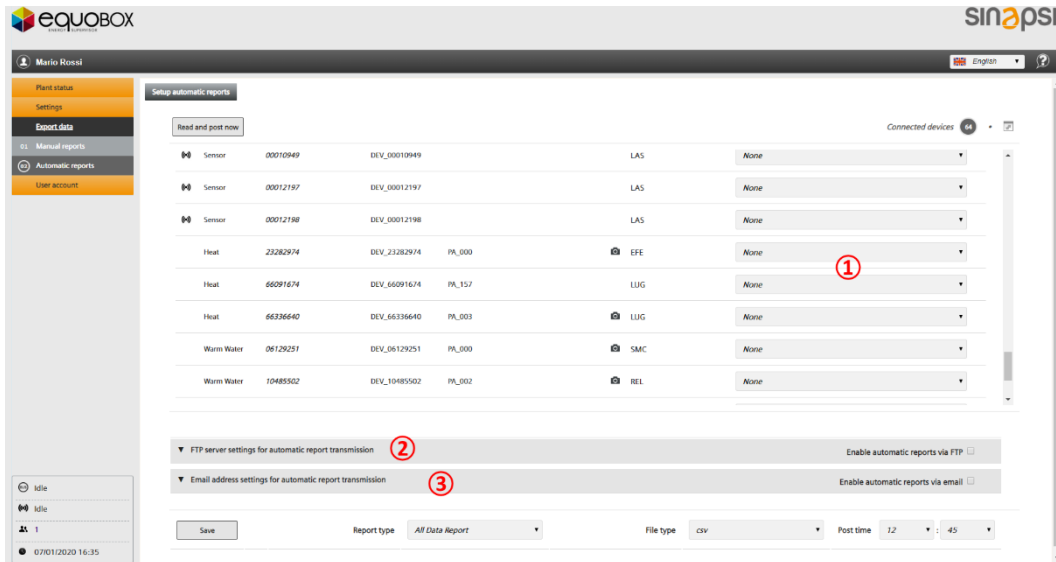 equobox
ENERGY SUPERVISOR
sinapsi
Mario Rossi
English
?
Plant status
Settings
Export data
01 Manual reports
02 Automatic reports
User account
Setup automatic reports
Read and post now
Connected devices 64
Sensor 00010949 DEV_00010949 LAS None
Sensor 00012197 DEV_00012197 LAS None
Sensor 00012198 DEV_00012198 LAS None
Heat 23282974 DEV_23282974 PA_000 EFE None
1
Heat 66091674 DEV_66091674 PA_157 LUG None
Heat 66336640 DEV_66336640 PA_003 LUG None
Warm Water 06129251 DEV_06129251 PA_000 SMC None
Warm Water 10485502 DEV_10485502 PA_002 REL None
FTP server settings for automatic report transmission 2 Enable automatic reports via FTP
Email address settings for automatic report transmission 3 Enable automatic reports via email
Idle
Idle
1
07/01/2020 16:35
Save Report type All Data Report File type csv Post time 12 : 45